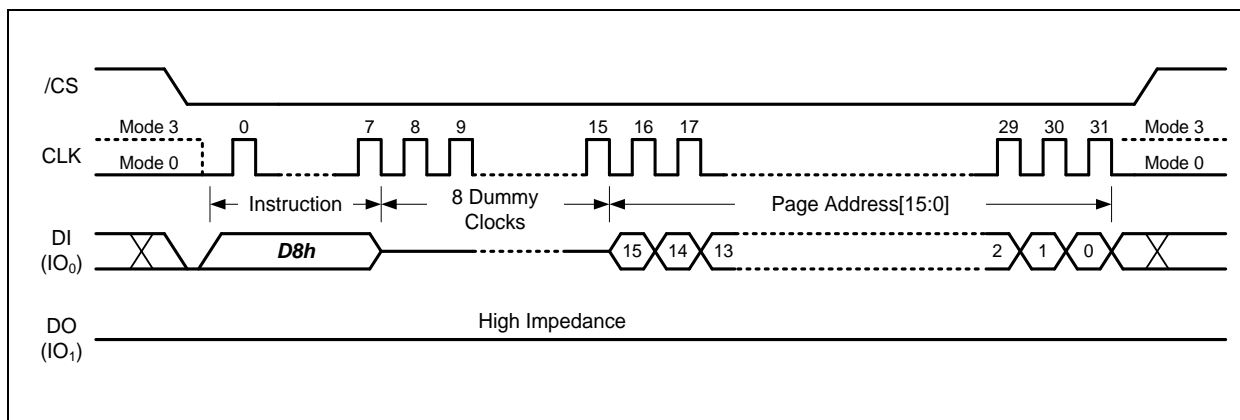 /CS
Mode 3 0 7 8 9 15 16 17 29 30 31 Mode 3
CLK
Mode 0 Mode 0
Instruction 8 Dummy Clocks Page Address[15:0]
DI
(IO₀)
D8h 15 14 13 2 1 0
High Impedance
DO
(IO₁)